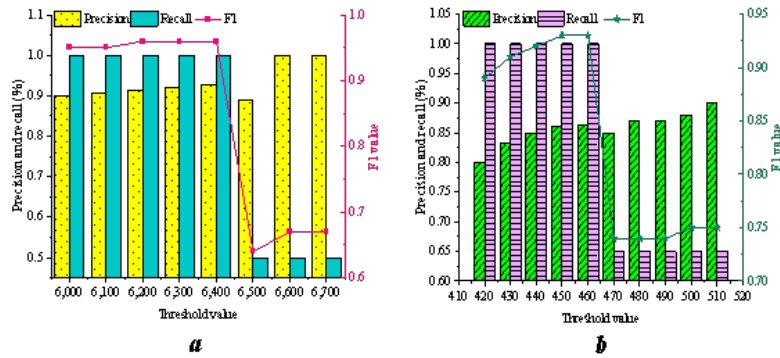 Precision Recall F1
1.1
1.0
0.9
0.8
0.7
0.6
0.5
Precision and recall (%)
1.0
0.9
0.8
0.7
0.6
F1 value
6,000 6,100 6,200 6,300 6,400 6,500 6,600 6,700
Threshold value
a
Precision Recall F1
1.05
1.00
0.95
0.90
0.85
0.80
0.75
0.70
0.65
0.60
Precision and recall (%)
0.95
0.90
0.85
0.80
0.75
0.70
F1 value
410 420 430 440 450 460 470 480 490 500 510 520
Threshold value
b